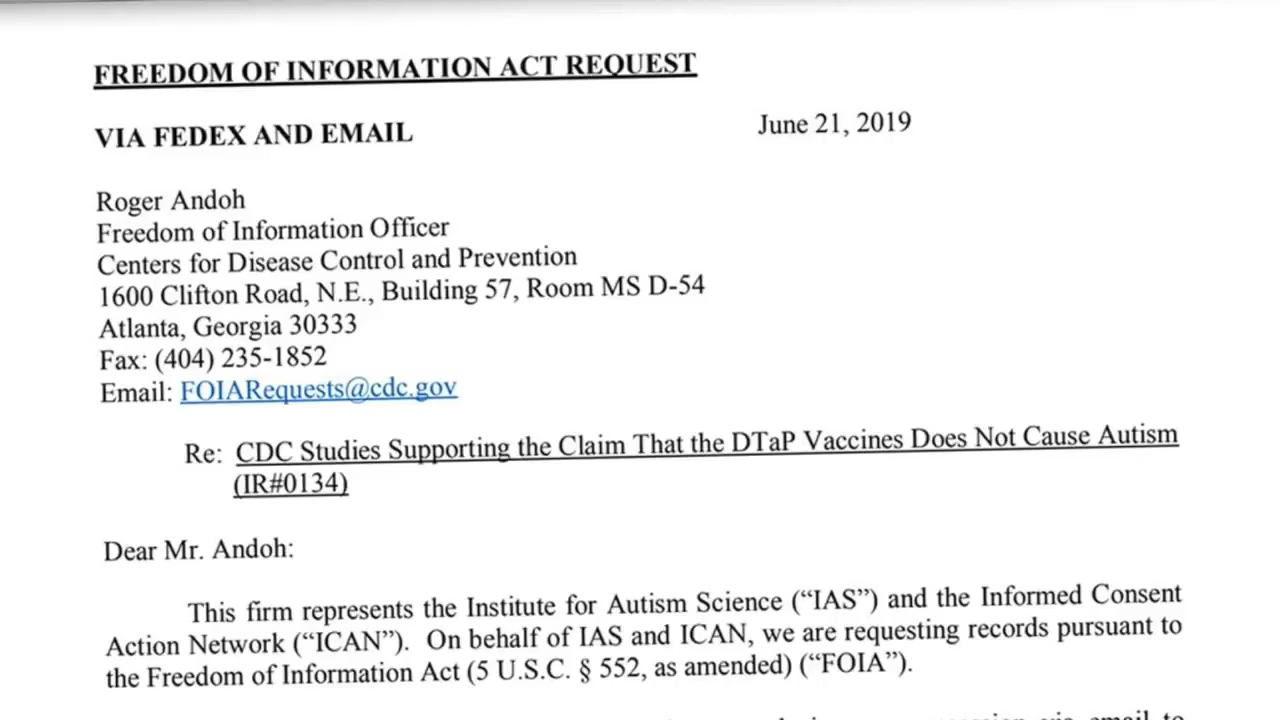 FREEDOM OF INFORMATION ACT REQUEST
VIA FEDEX AND EMAIL June 21, 2019
Roger Andoh
Freedom of Information Officer
Centers for Disease Control and Prevention
1600 Clifton Road, N.E., Building 57, Room MS D-54
Atlanta, Georgia 30333
Fax: (404) 235-1852
Email: FOIARequests@cdc.gov
Re: CDC Studies Supporting the Claim That the DTaP Vaccines Does Not Cause Autism
(IR#0134)
Dear Mr. Andoh:
This firm represents the Institute for Autism Science (“IAS”) and the Informed Consent
Action Network (“ICAN”). On behalf of IAS and ICAN, we are requesting records pursuant to
the Freedom of Information Act (5 U.S.C. § 552, as amended) (“FOIA”).
via email to